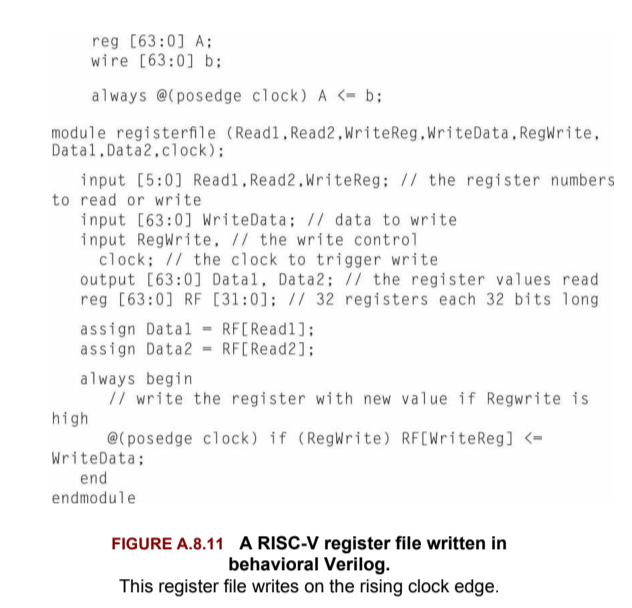 reg [63:0] A;
wire [63:0] b;
always @(posedge clock) A <= b;
module registerfile (Read1,Read2,WriteReg,WriteData,RegWrite,
Data1,Data2,clock);
input [5:0] Read1,Read2,WriteReg; // the register numbers
to read or write
input [63:0] WriteData; // data to write
input RegWrite, // the write control
clock; // the clock to trigger write
output [63:0] Data1, Data2; // the register values read
reg [63:0] RF [31:0]; // 32 registers each 32 bits long
assign Data1 = RF[Read1];
assign Data2 = RF[Read2];
always begin
// write the register with new value if Regwrite is
high
@(posedge clock) if (RegWrite) RF[WriteReg] <=
WriteData;
end
endmodule
FIGURE A.8.11 A RISC-V register file written in
behavioral Verilog.
This register file writes on the rising clock edge.